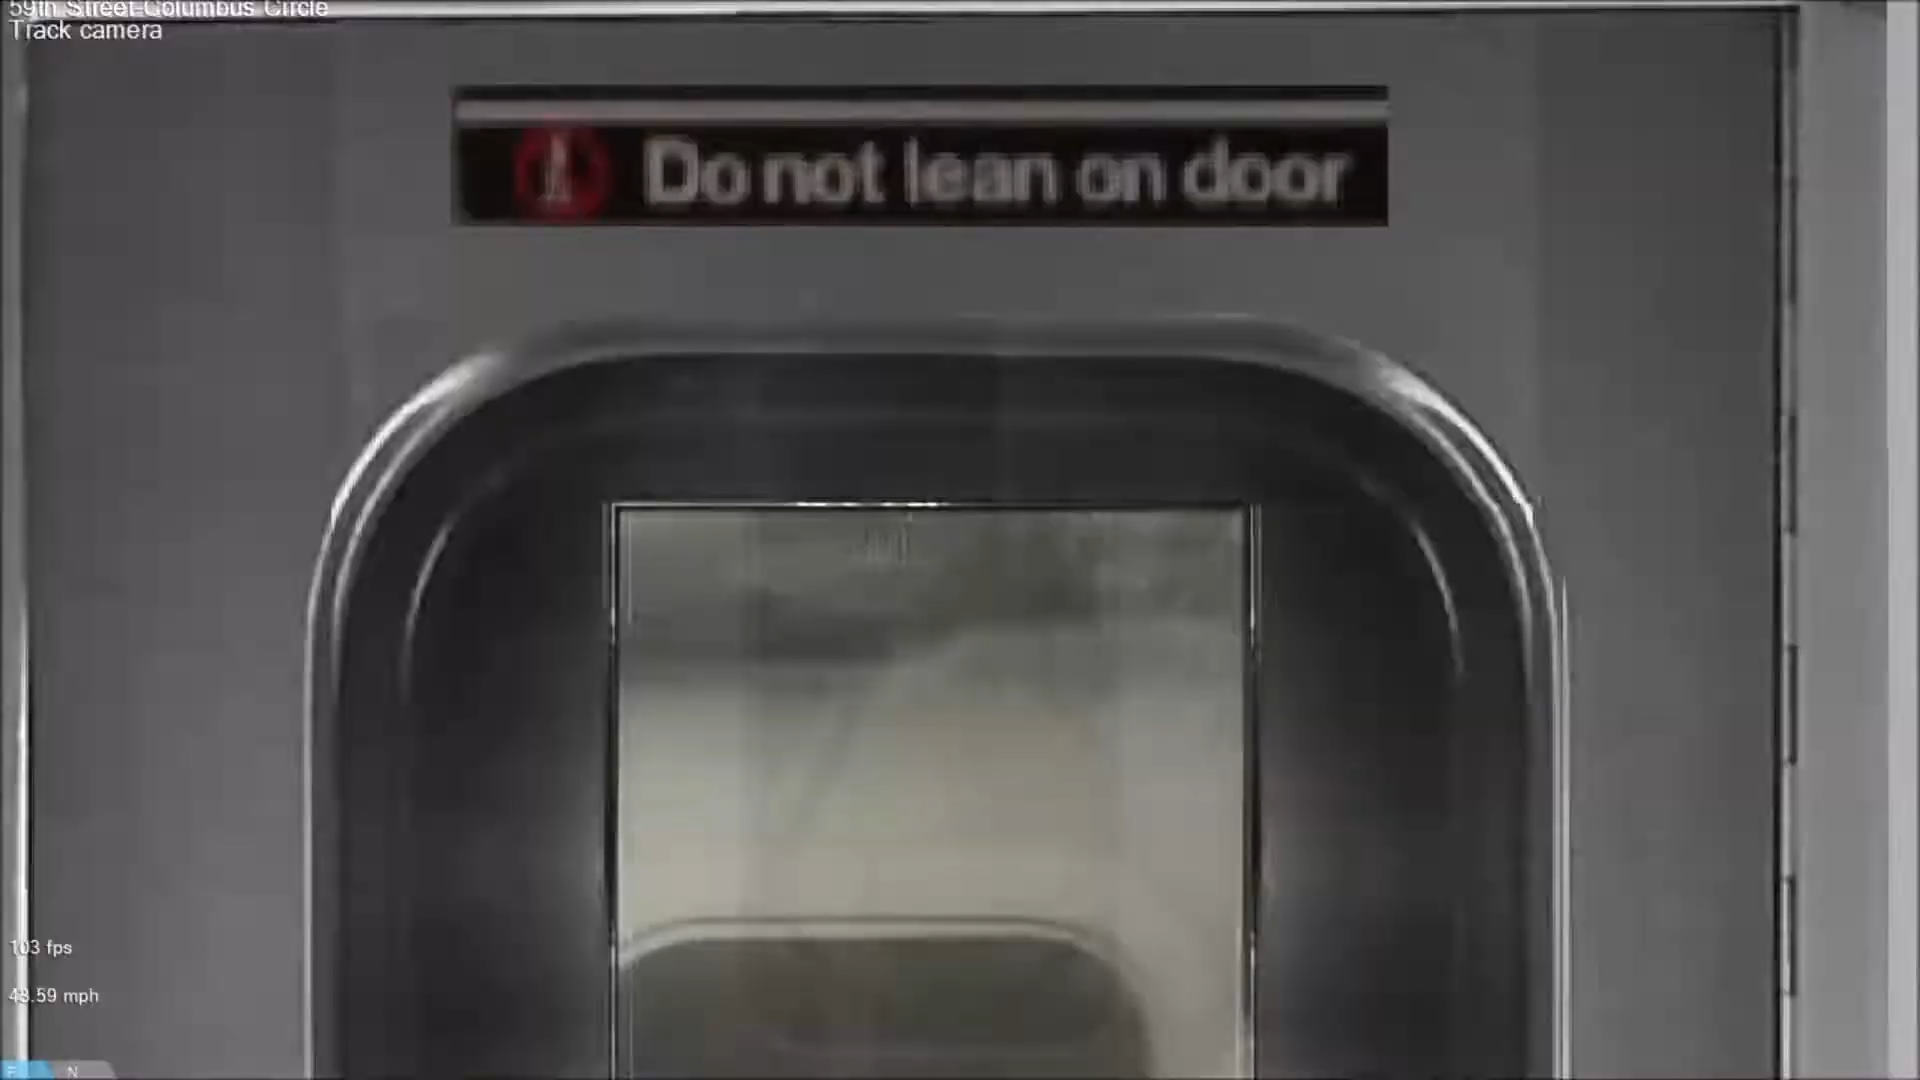 59th Street-Columbus Circle
Track camera
Do not lean on door
103 fps
43.59 mph
F N